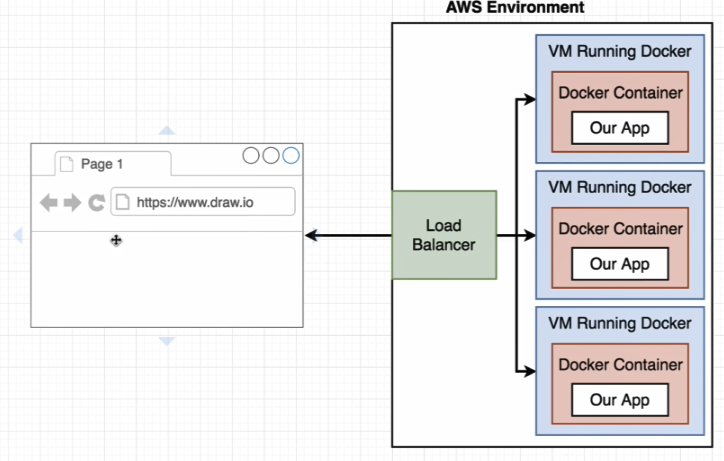 AWS Environment
VM Running Docker
Docker Container
Our App
Page 1
https://www.draw.io
Load
Balancer
VM Running Docker
Docker Container
Our App
VM Running Docker
Docker Container
Our App